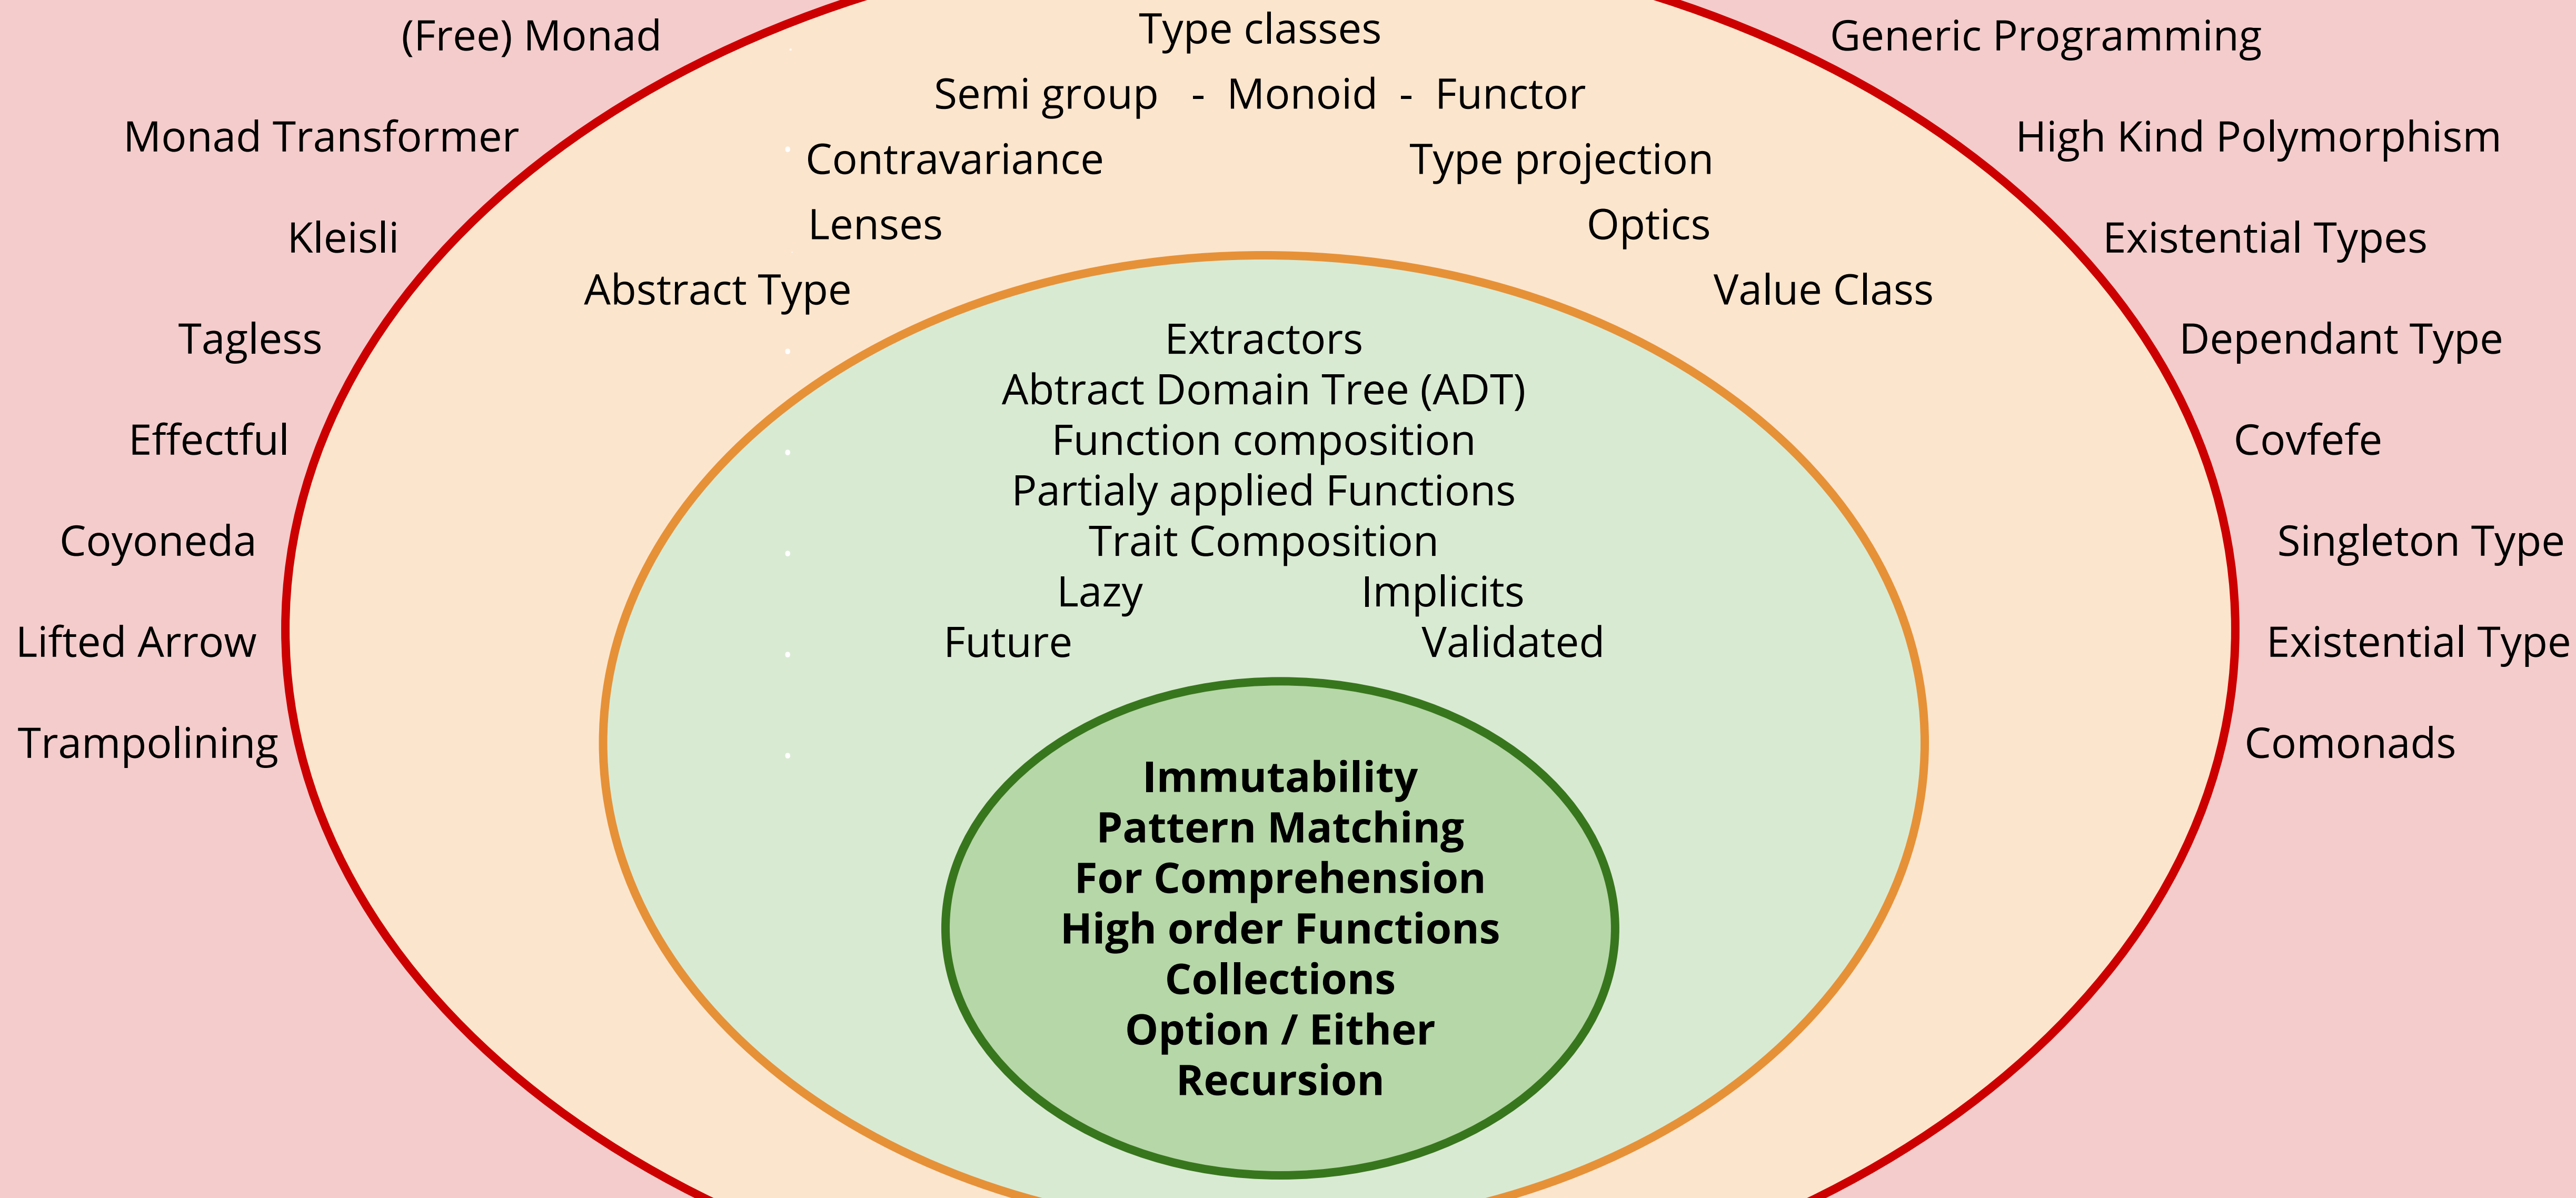 (Free) Monad
Type classes
Generic Programming
Semi group - Monoid - Functor
Monad Transformer
High Kind Polymorphism
Contravariance
Type projection
Lenses
Optics
Kleisli
Existential Types
Abstract Type
Value Class
Tagless
Extractors
Dependant Type
Abtract Domain Tree (ADT)
Effectful
Function composition
Covfefe
Partialy applied Functions
Coyoneda
Trait Composition
Singleton Type
Lazy
Implicits
Lifted Arrow
Future
Validated
Existential Type
Trampolining
Comonads
Immutability
Pattern Matching
For Comprehension
High order Functions
Collections
Option / Either
Recursion